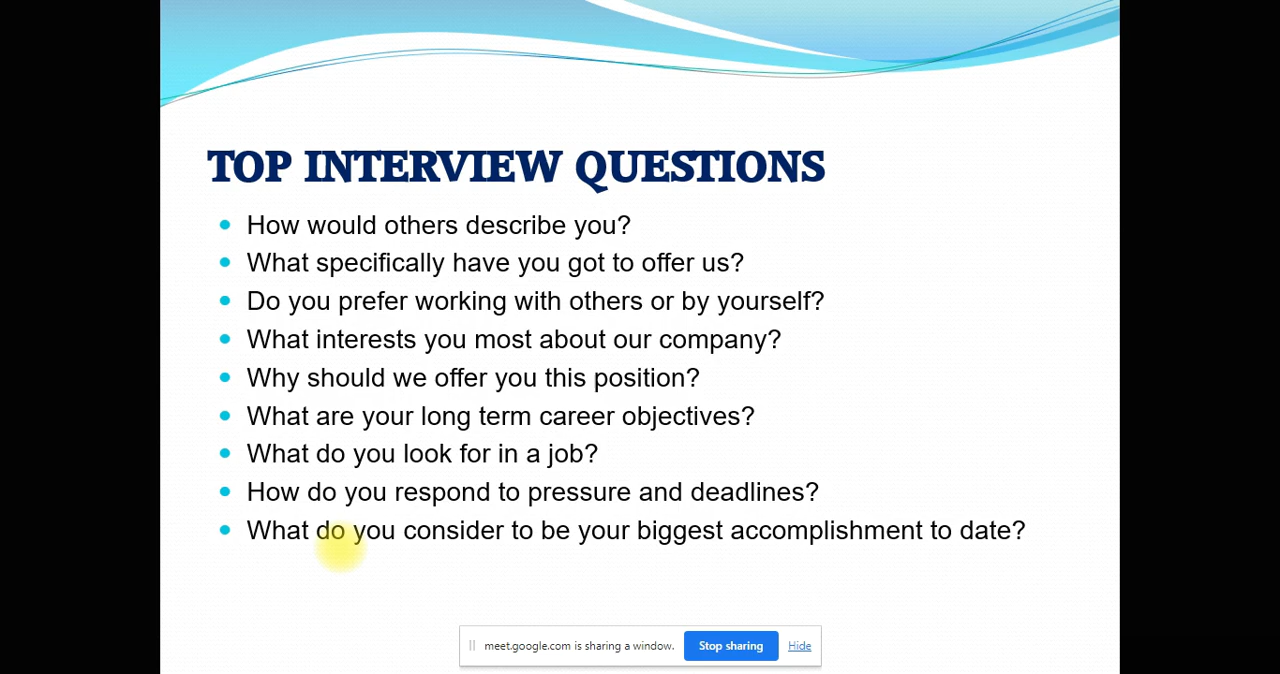 TOP INTERVIEW QUESTIONS
How would others describe you?
What specifically have you got to offer us?
Do you prefer working with others or by yourself?
What interests you most about our company?
Why should we offer you this position?
What are your long term career objectives?
What do you look for in a job?
How do you respond to pressure and deadlines?
What do you consider to be your biggest accomplishment to date?
meet.google.com is sharing a window. Stop sharing Hide